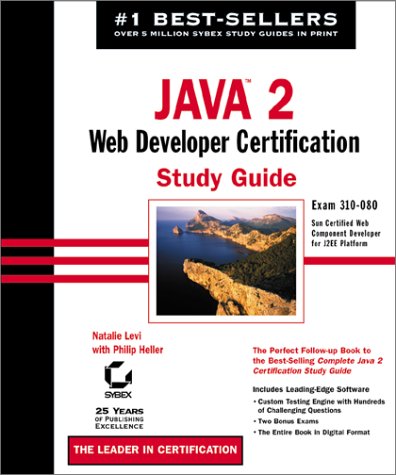 #1 BEST-SELLERS
OVER 5 MILLION SYBEX STUDY GUIDES IN PRINT
JAVA™ 2
Web Developer Certification
Study Guide
Exam 310-080
Sun Certified Web
Component Developer
for J2EE Platform
Natalie Levi
with Philip Heller
SYBEX
25 YEARS
OF PUBLISHING
EXCELLENCE
The Perfect Follow-up Book to
the Best-Selling Complete Java 2
Certification Study Guide
Includes Leading-Edge Software
• Custom Testing Engine with Hundreds
of Challenging Questions
• Two Bonus Exams
• The Entire Book in Digital Format
THE LEADER IN CERTIFICATION